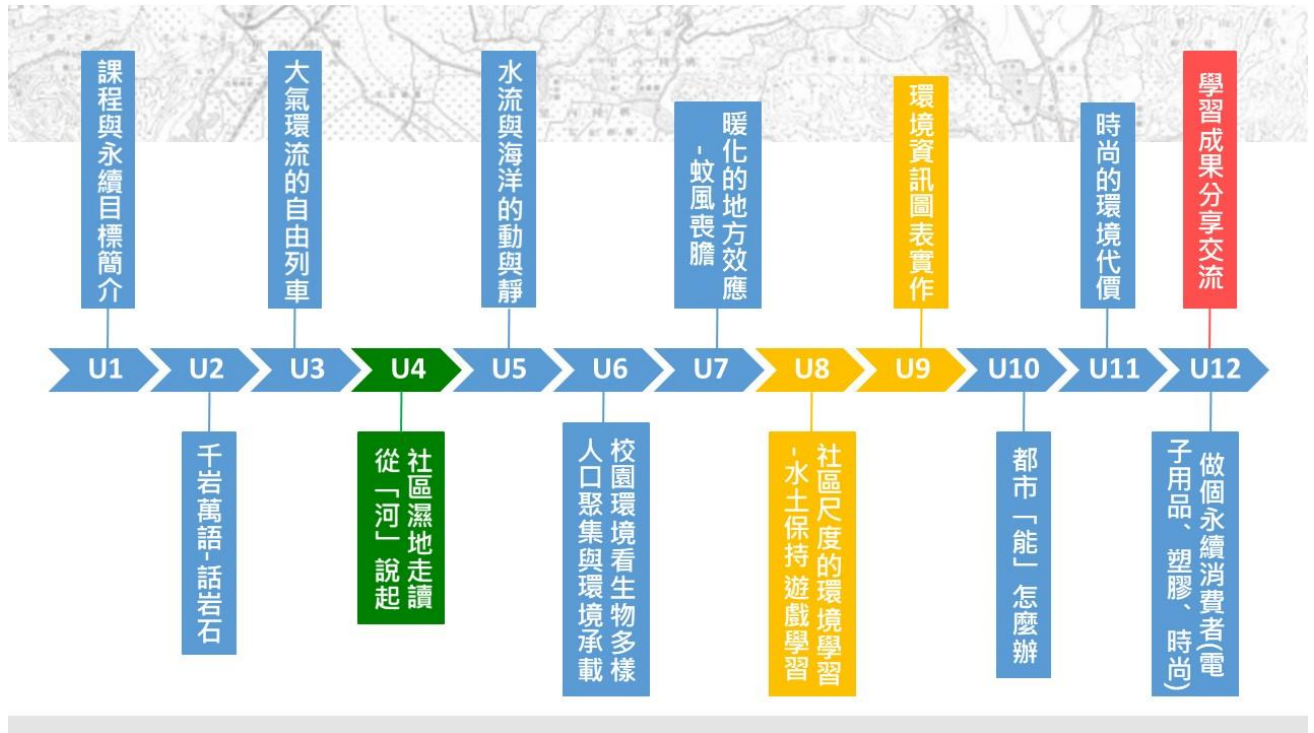 課程與永續目標簡介
大氣環流的自由列車
水流與海洋的動與靜
暖化的地方效應
-蚊風喪膽
環境資訊圖表實作
時尚的環境代價
學習成果分享交流
U1
U2
U3
U4
U5
U6
U7
U8
U9
U10
U11
U12
千岩萬語-話岩石
社區濕地走讀
從「河」說起
校園環境看生物多樣
人口聚集與環境承載
社區尺度的環境學習
-水土保持遊戲學習
都市「能」怎麼辦
做個永續消費者(電
子用品、塑膠、時尚)